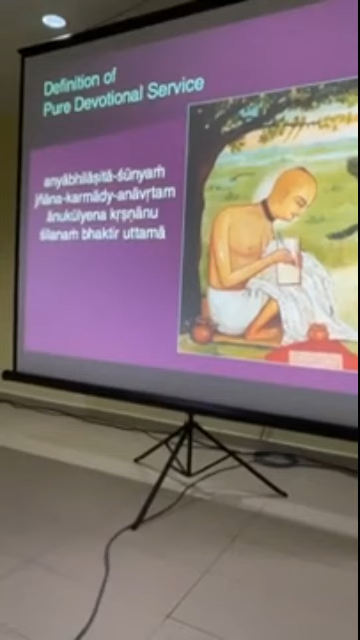 Definition of
Pure Devotional Service
anyābhilāṣitā-śūnyaṁ
jñāna-karmādy-anāvṛtam
ānukūlyena kṛṣṇānu
śīlanaṁ bhaktir uttamā